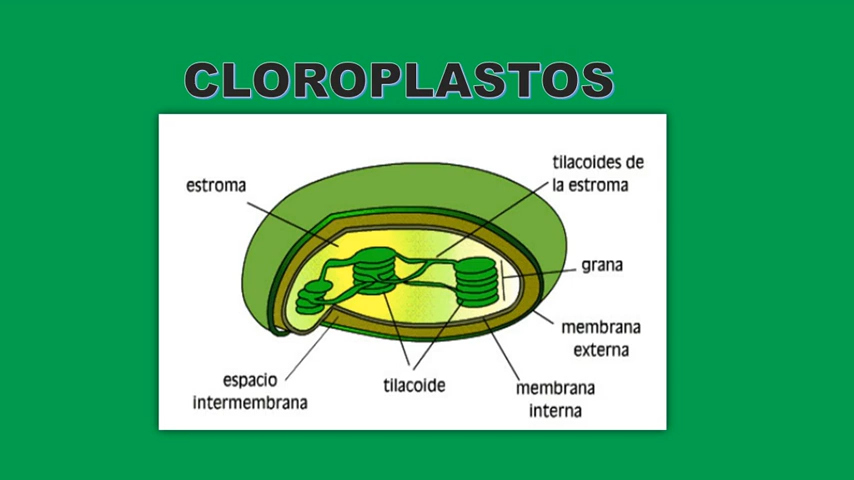 CLOROPLASTOS
tilacoides de
la estroma
estroma
grana
membrana
externa
espacio
intermembrana
tilacoide
membrana
interna